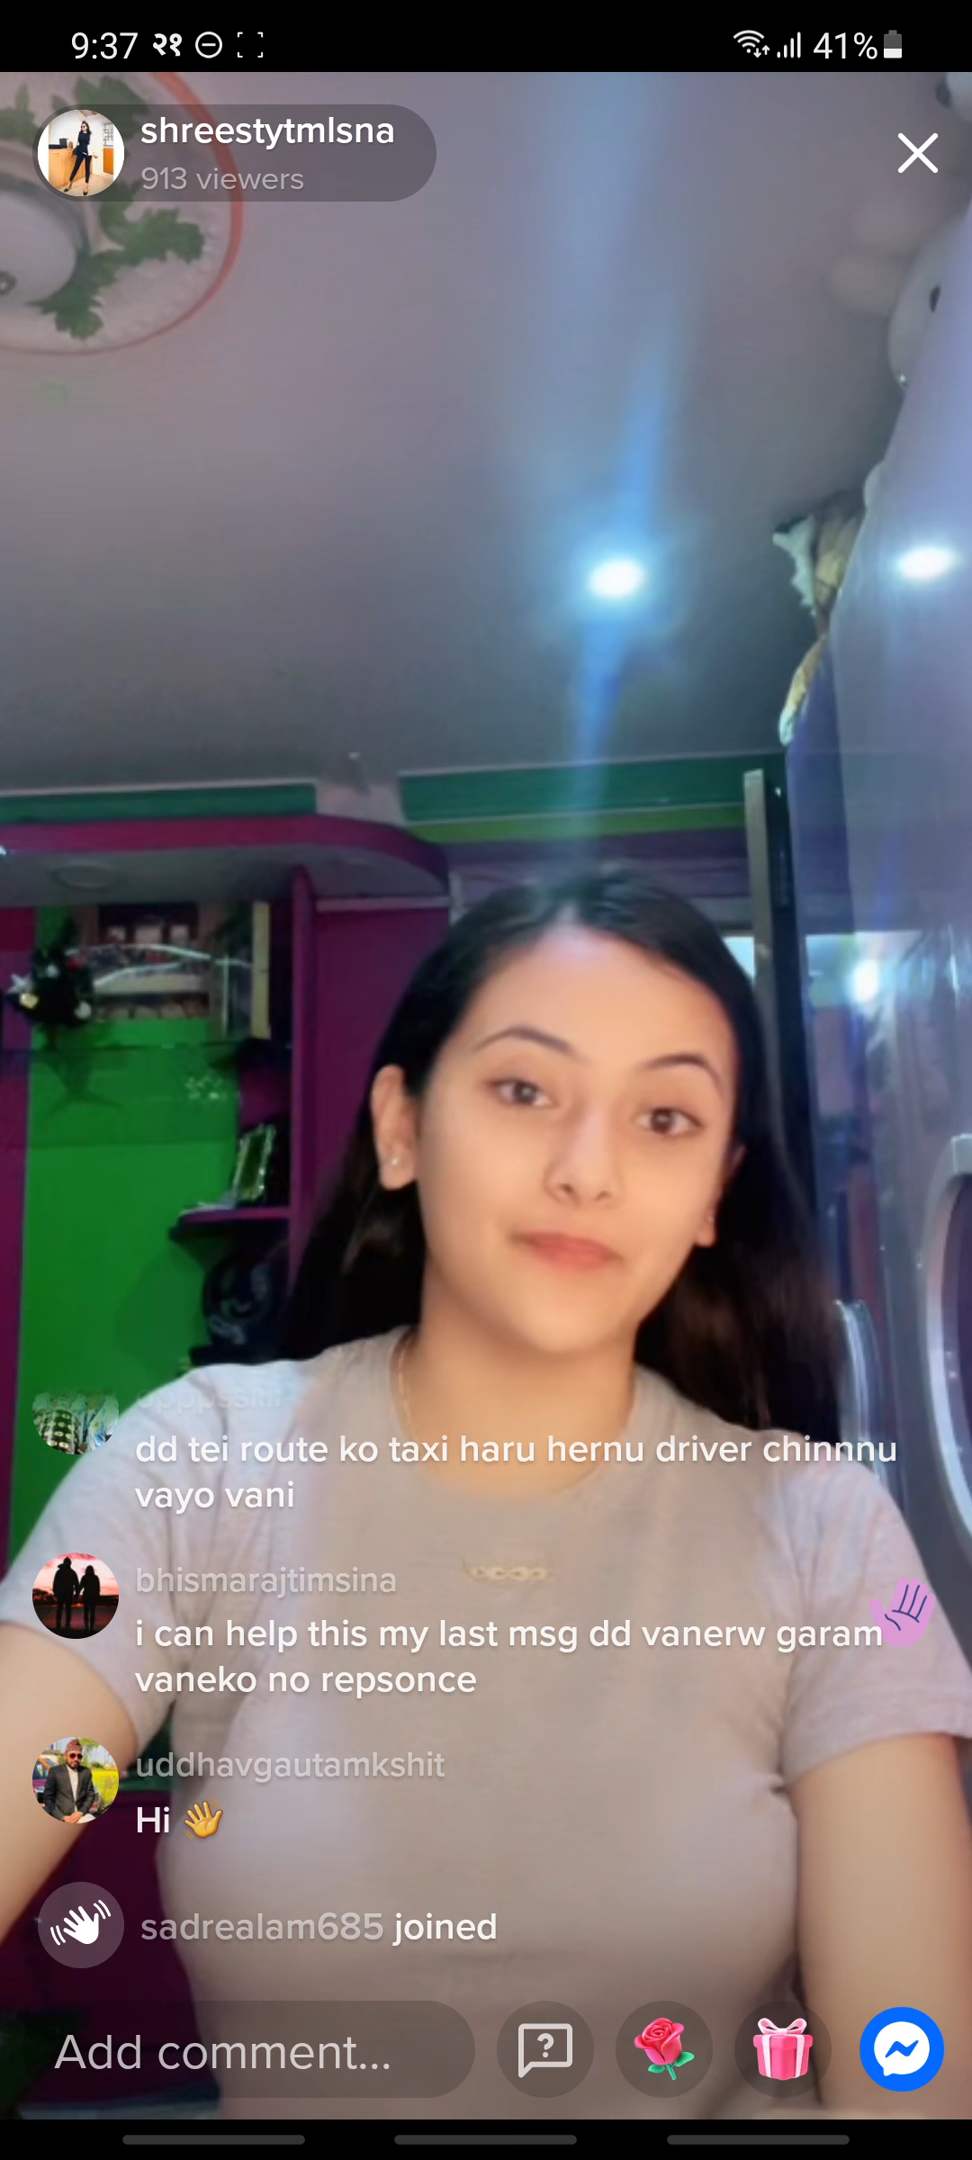 9:37 २१ 41%
shreestytmlsna
913 viewers
dd tei route ko taxi haru hernu driver chinnnu
vayo vani
bhismarajtimsina
i can help this my last msg dd vanerw garam
vaneko no repsonce
uddhavgautamkshit
Hi 👋
sadrealam685 joined
Add comment...